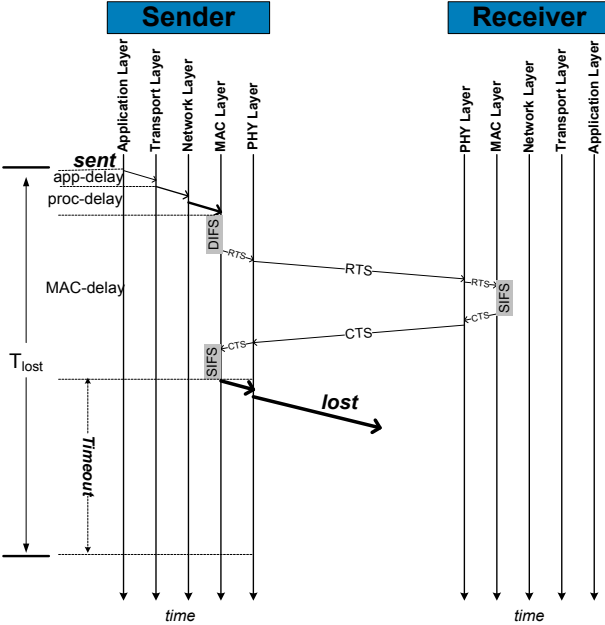 Sender
Receiver
Application Layer
Transport Layer
Network Layer
MAC Layer
PHY Layer
PHY Layer
MAC Layer
Network Layer
Transport Layer
Application Layer
sent
app-delay
proc-delay
DIFS
RTS
RTS
RTS
MAC-delay
SIFS
CTS
CTS
CTS
SIFS
Tlost
lost
Timeout
time
time